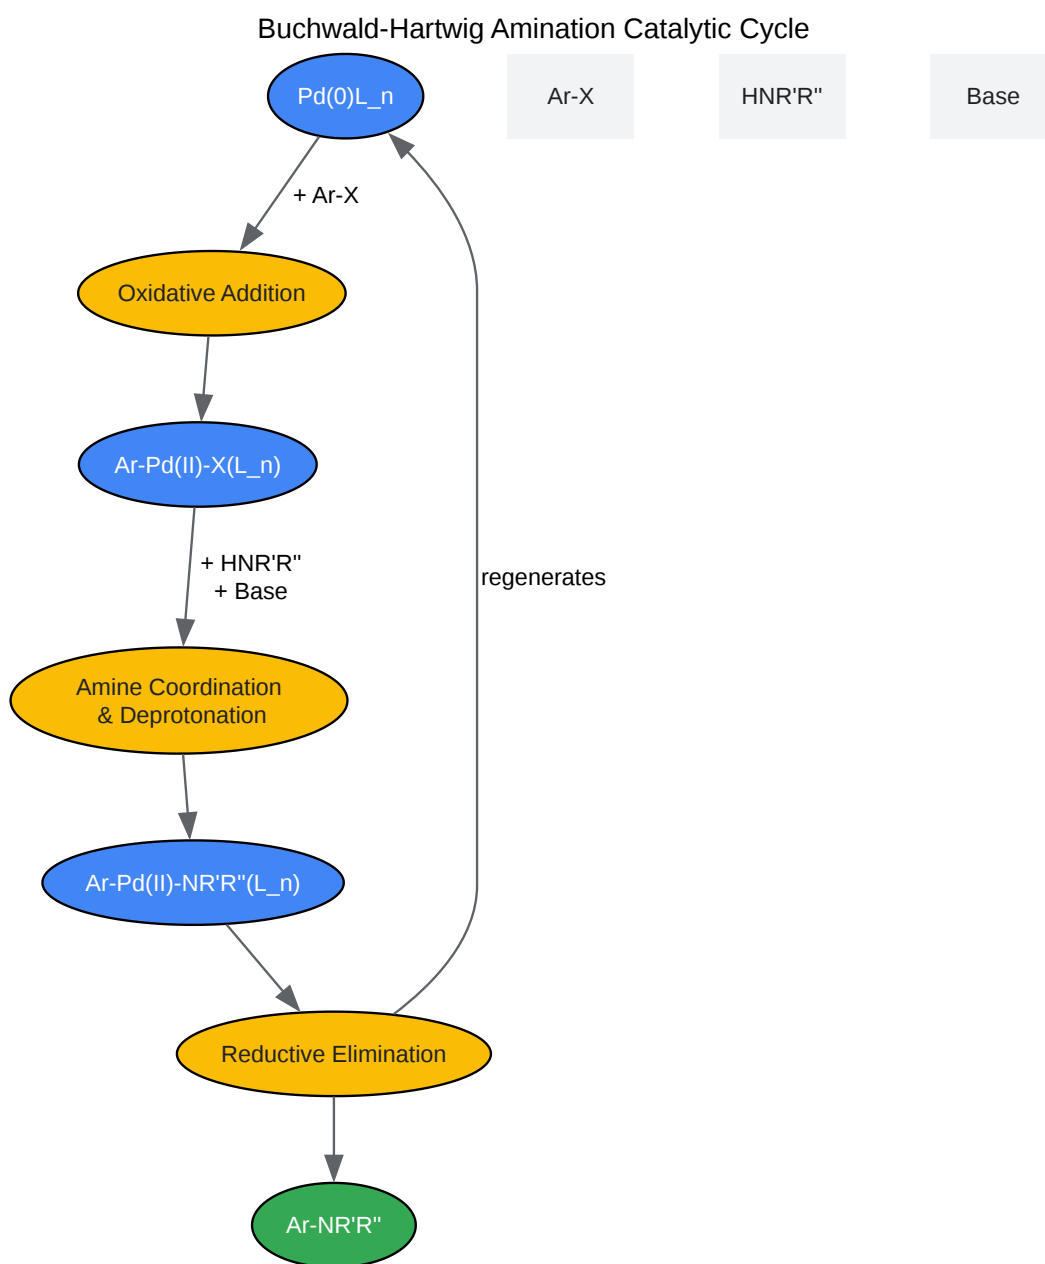 Buchwald-Hartwig Amination Catalytic Cycle
Pd(0)L_n
Ar-X
HNR'R"
Base
+ Ar-X
Oxidative Addition
Ar-Pd(II)-X(L_n)
+ HNR'R"
+ Base
regenerates
Amine Coordination
& Deprotonation
Ar-Pd(II)-NR'R"(L_n)
Reductive Elimination
Ar-NR'R"